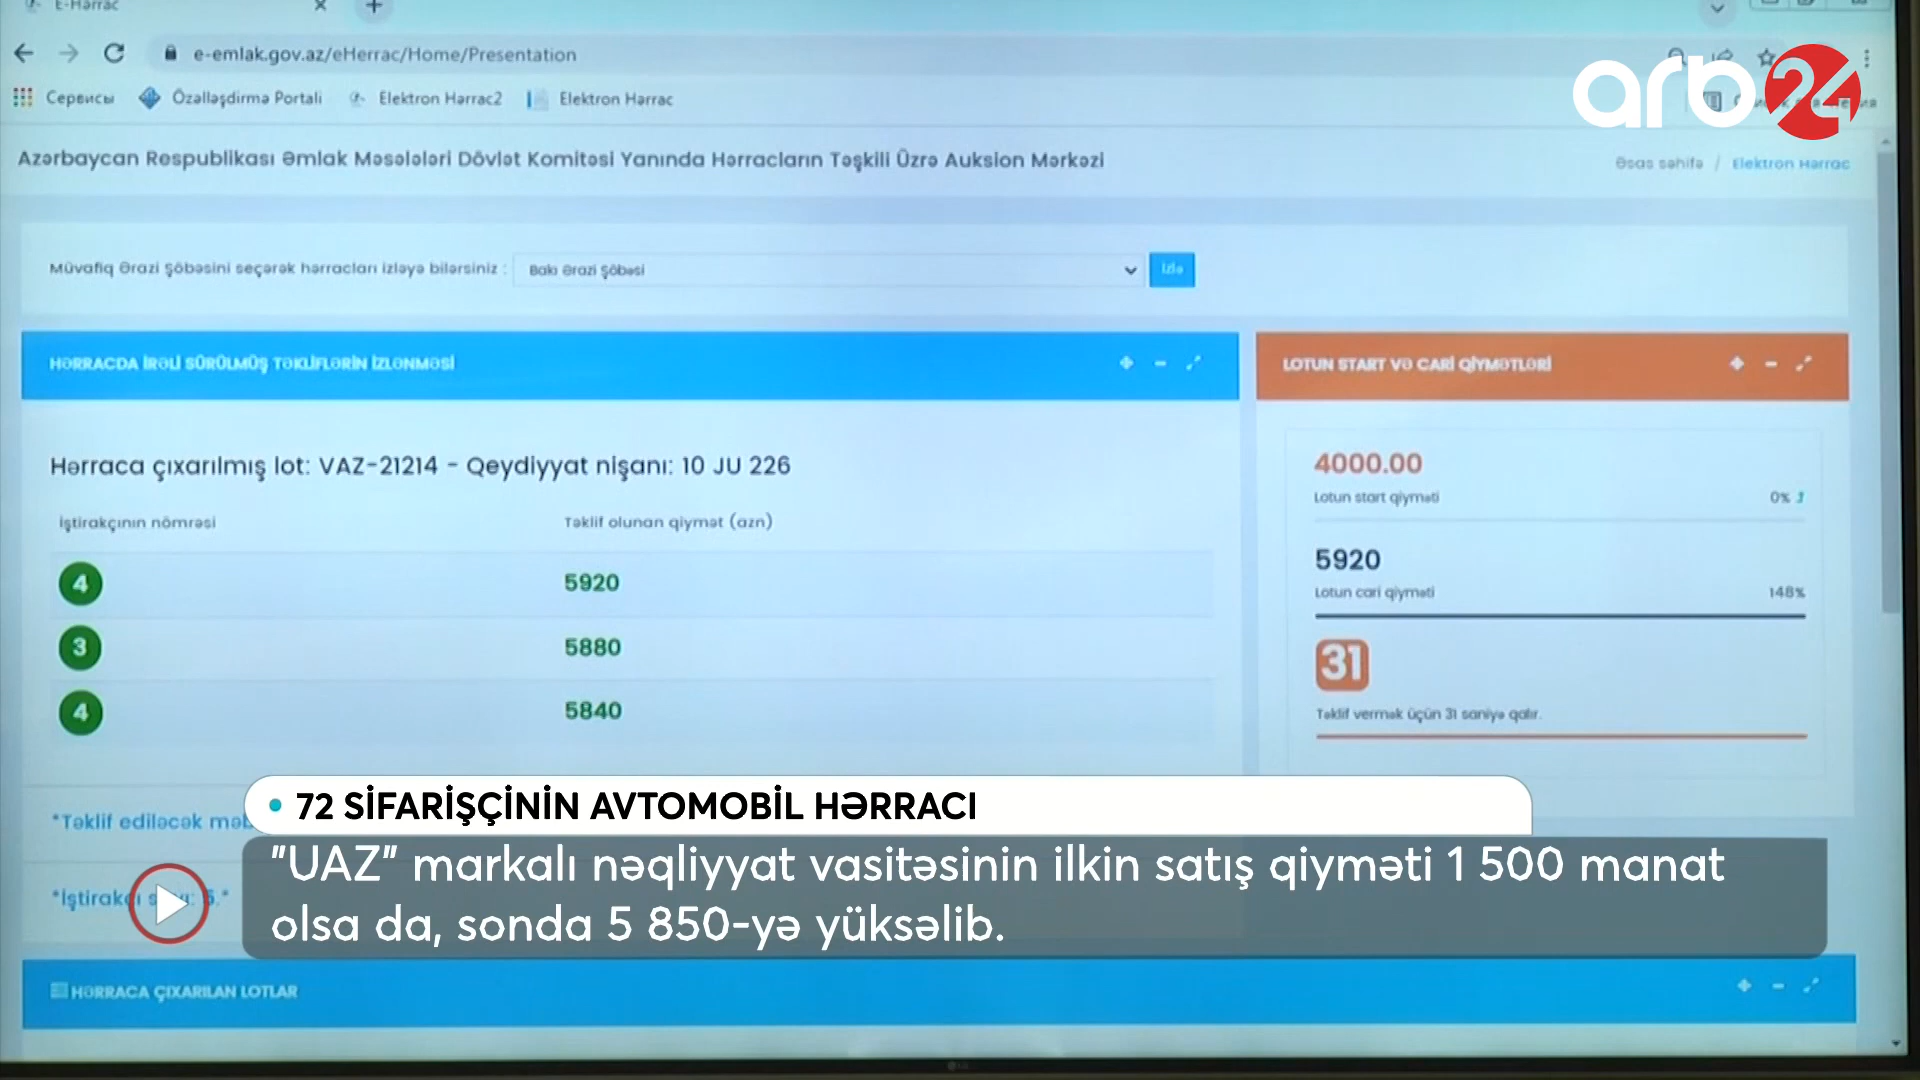 E-Hərrac
e-emlak.gov.az/eHerrac/Home/Presentation
Сервисы Özəlləşdirmə Portalı Elektron Hərrac2 Elektron Hərrac
arb24
Azərbaycan Respublikası Əmlak Məsələləri Dövlət Komitəsi Yanında Hərracların Təşkili Üzrə Auksion Mərkəzi
Əsas səhifə / Elektron Hərrac
Müvafiq Ərazi Şöbəsini seçərək hərracları izləyə bilərsiniz : Bakı Ərazi Şöbəsi İzlə
HƏRRACDA İRƏLİ SÜRÜLMÜŞ TƏKLİFLƏRİN İZLƏNMƏSİ
Hərraca çıxarılmış lot: VAZ-21214 - Qeydiyyat nişanı: 10 JU 226
İştirakçının nömrəsi Təklif olunan qiymət (azn)
4 5920
3 5880
4 5840
LOTUN START VƏ CARİ QİYMƏTLƏRİ
4000.00
Lotun start qiyməti 0%
5920
Lotun cari qiyməti 148%
31
Təklif vermək üçün 31 saniyə qalır.
*Təklif ediləcək
72 SİFARİŞÇİNİN AVTOMOBİL HƏRRACI
"UAZ" markalı nəqliyyat vasitəsinin ilkin satış qiyməti 1 500 manat
olsa da, sonda 5 850-yə yüksəlib.
HƏRRACA ÇIXARILAN LOTLAR
LG